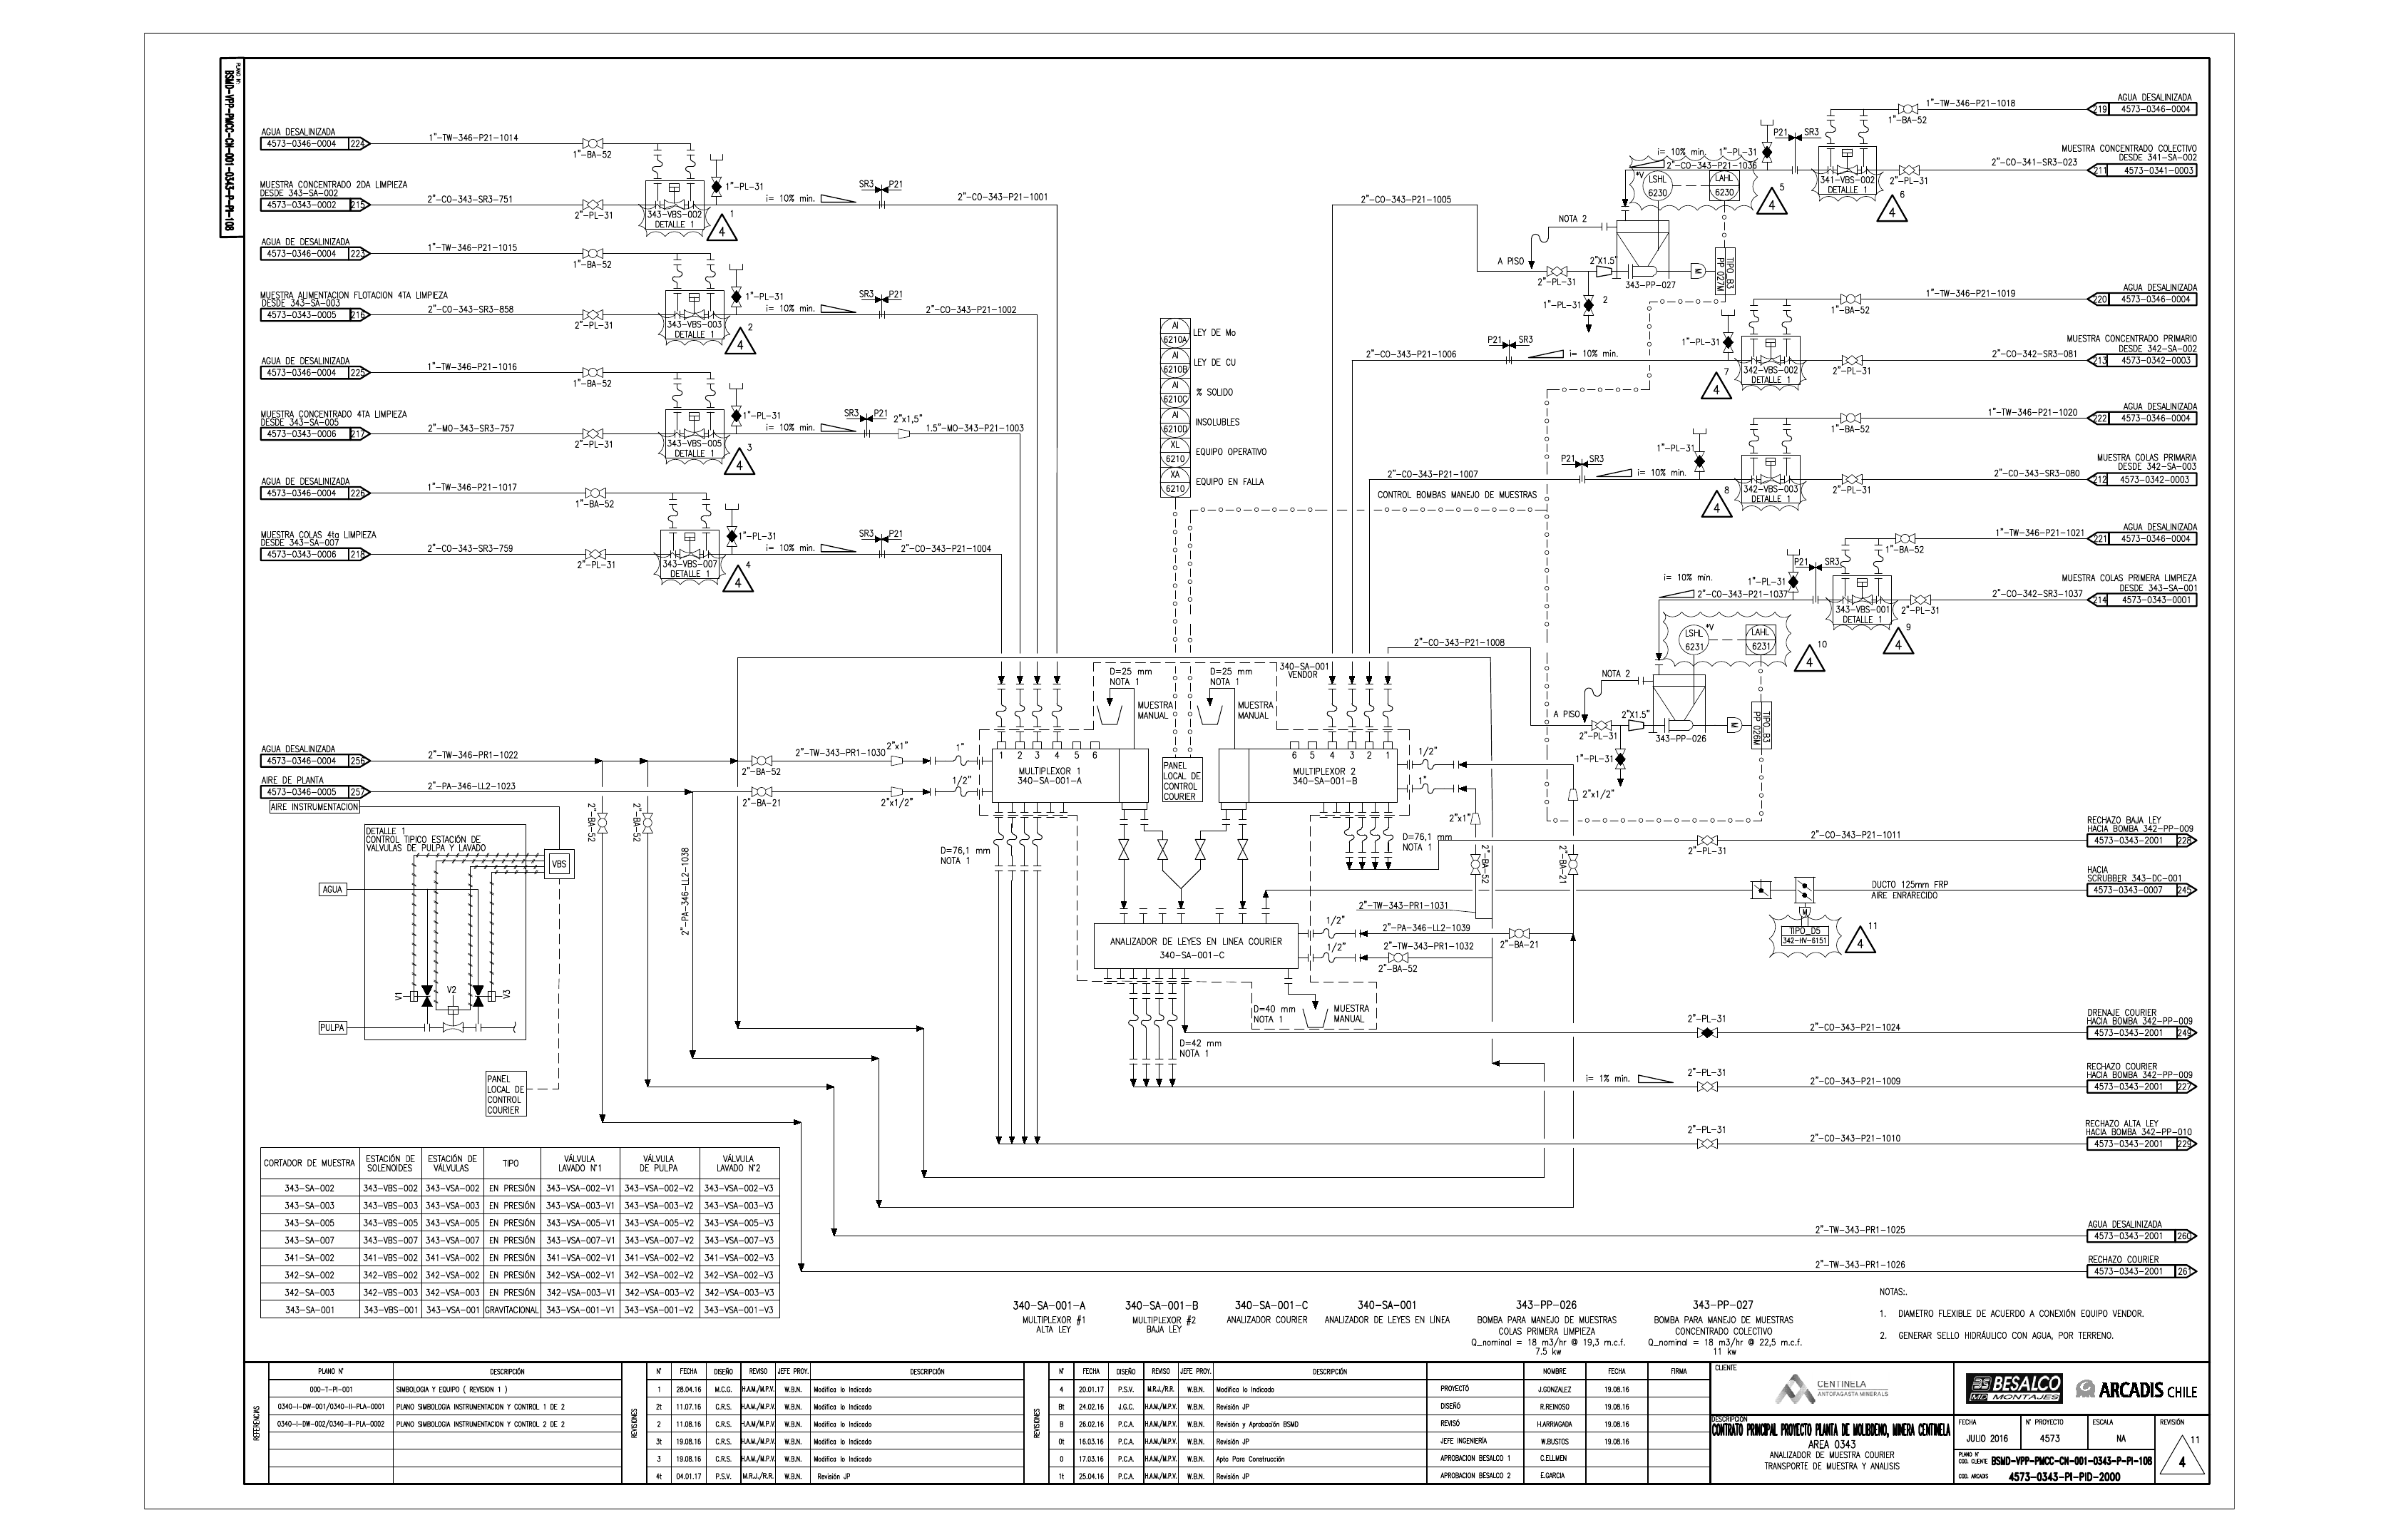 PLANO N°:
BSMD-VPP-PMCC-CN-001-0343-P-PI-108
AGUA DESALINIZADA
4573-0346-0004 224
1"-TW-346-P21-1014
1"-BA-52
MUESTRA CONCENTRADO 2DA LIMPIEZA
DESDE 343-SA-002
4573-0343-0002 215
2"-CO-343-SR3-751
2"-PL-31
343-VBS-002
DETALLE 1
1"-PL-31
1
4
i= 10% min.
SR3 P21
2"-CO-343-P21-1001
AGUA DE DESALINIZADA
4573-0346-0004 223
1"-TW-346-P21-1015
1"-BA-52
MUESTRA ALIMENTACION FLOTACION 4TA LIMPIEZA
DESDE 343-SA-003
4573-0343-0005 216
2"-CO-343-SR3-858
2"-PL-31
343-VBS-003
DETALLE 1
1"-PL-31
2
4
i= 10% min.
SR3 P21
2"-CO-343-P21-1002
AGUA DE DESALINIZADA
4573-0346-0004 225
1"-TW-346-P21-1016
1"-BA-52
MUESTRA CONCENTRADO 4TA LIMPIEZA
DESDE 343-SA-005
4573-0343-0006 217
2"-MO-343-SR3-757
2"-PL-31
343-VBS-005
DETALLE 1
1"-PL-31
3
4
i= 10% min.
SR3 P21
2"x1,5"
1.5"-MO-343-P21-1003
AGUA DE DESALINIZADA
4573-0346-0004 226
1"-TW-346-P21-1017
1"-BA-52
MUESTRA COLAS 4ta LIMPIEZA
DESDE 343-SA-007
4573-0343-0006 218
2"-CO-343-SR3-759
2"-PL-31
343-VBS-007
DETALLE 1
1"-PL-31
4
4
i= 10% min.
SR3 P21
2"-CO-343-P21-1004
AI
6210A
LEY DE Mo
AI
6210B
LEY DE CU
AI
6210C
% SOLIDO
AI
6210D
INSOLUBLES
XL
6210
EQUIPO OPERATIVO
XA
6210
EQUIPO EN FALLA
CONTROL BOMBAS MANEJO DE MUESTRAS
AGUA DESALINIZADA
219 4573-0346-0004
1"-TW-346-P21-1018
1"-BA-52
MUESTRA CONCENTRADO COLECTIVO
DESDE 341-SA-002
211 4573-0341-0003
2"-CO-341-SR3-023
2"-PL-31
341-VBS-002
DETALLE 1
6
4
P21 SR3
1"-PL-31
i= 10% min.
2"-CO-343-P21-1036
*V
LSHL
6230
LAHL
6230
5
4
2"-CO-343-P21-1005
NOTA 2
A PISO
2"-PL-31
2"X1.5"
1"-PL-31
2
M
343-PP-027
TIPO B3
PP 027M
AGUA DESALINIZADA
220 4573-0346-0004
1"-TW-346-P21-1019
1"-BA-52
MUESTRA CONCENTRADO PRIMARIO
DESDE 342-SA-002
213 4573-0342-0003
2"-CO-342-SR3-081
2"-PL-31
342-VBS-002
DETALLE 1
1"-PL-31
7
4
P21 SR3
i= 10% min.
2"-CO-343-P21-1006
AGUA DESALINIZADA
222 4573-0346-0004
1"-TW-346-P21-1020
1"-BA-52
MUESTRA COLAS PRIMARIA
DESDE 342-SA-003
212 4573-0342-0003
2"-CO-343-SR3-080
2"-PL-31
342-VBS-003
DETALLE 1
1"-PL-31
8
4
P21 SR3
i= 10% min.
2"-CO-343-P21-1007
AGUA DESALINIZADA
221 4573-0346-0004
1"-TW-346-P21-1021
1"-BA-52
MUESTRA COLAS PRIMERA LIMPIEZA
DESDE 343-SA-001
214 4573-0343-0001
2"-CO-342-SR3-1037
2"-PL-31
343-VBS-001
DETALLE 1
9
4
P21 SR3
1"-PL-31
i= 10% min.
2"-CO-343-P21-1037
LSHL
6231
*V
LAHL
6231
10
4
2"-CO-343-P21-1008
NOTA 2
A PISO
2"-PL-31
2"X1.5"
1"-PL-31
M
343-PP-026
TIPO B3
PP 026M
340-SA-001
VENDOR
D=25 mm
NOTA 1
MUESTRA
MANUAL
D=25 mm
NOTA 1
MUESTRA
MANUAL
AGUA DESALINIZADA
4573-0346-0004 256
2"-TW-346-PR1-1022
2"-BA-52
2"-TW-343-PR1-1030
2"x1"
1"
AIRE DE PLANTA
4573-0346-0005 257
2"-PA-346-LL2-1023
2"-BA-21
2"x1/2"
1/2"
1 2 3 4 5 6
MULTIPLEXOR 1
340-SA-001-A
PANEL
LOCAL DE
CONTROL
COURIER
6 5 4 3 2 1
MULTIPLEXOR 2
340-SA-001-B
1/2"
1"
2"x1/2"
2"x1"
2"-BA-52
2"-BA-21
AIRE INSTRUMENTACION
DETALLE 1
CONTROL TIPICO ESTACIÓN DE
VALVULAS DE PULPA Y LAVADO
VBS
AGUA
V1
V2
V3
PULPA
PANEL
LOCAL DE
CONTROL
COURIER
2"-BA-52
2"-BA-52
2"-PA-346-LL2-1038
D=76,1 mm
NOTA 1
D=76,1 mm
NOTA 1
2"-PL-31
2"-CO-343-P21-1011
RECHAZO BAJA LEY
HACIA BOMBA 342-PP-009
4573-0343-2001 228
HACIA
SCRUBBER 343-DC-001
4573-0343-0007 245
DUCTO 125mm FRP
AIRE ENRARECIDO
M
TIPO_D5
342-HV-6151
11
4
2"-TW-343-PR1-1031
1/2"
2"-PA-346-LL2-1039
2"-BA-21
1/2"
2"-TW-343-PR1-1032
2"-BA-52
ANALIZADOR DE LEYES EN LINEA COURIER
340-SA-001-C
D=40 mm
NOTA 1
MUESTRA
MANUAL
D=42 mm
NOTA 1
2"-PL-31
2"-CO-343-P21-1024
DRENAJE COURIER
HACIA BOMBA 342-PP-009
4573-0343-2001 249
i= 1% min.
2"-PL-31
2"-CO-343-P21-1009
RECHAZO COURIER
HACIA BOMBA 342-PP-009
4573-0343-2001 227
2"-PL-31
2"-CO-343-P21-1010
RECHAZO ALTA LEY
HACIA BOMBA 342-PP-010
4573-0343-2001 229
2"-TW-343-PR1-1025
AGUA DESALINIZADA
4573-0343-2001 260
2"-TW-343-PR1-1026
RECHAZO COURIER
4573-0343-2001 261
CORTADOR DE MUESTRA ESTACIÓN DE SOLENOIDES ESTACIÓN DE VÁLVULAS TIPO VÁLVULA LAVADO N°1 VÁLVULA DE PULPA VÁLVULA LAVADO N°2
343-SA-002 343-VBS-002 343-VSA-002 EN PRESIÓN 343-VSA-002-V1 343-VSA-002-V2 343-VSA-002-V3
343-SA-003 343-VBS-003 343-VSA-003 EN PRESIÓN 343-VSA-003-V1 343-VSA-003-V2 343-VSA-003-V3
343-SA-005 343-VBS-005 343-VSA-005 EN PRESIÓN 343-VSA-005-V1 343-VSA-005-V2 343-VSA-005-V3
343-SA-007 343-VBS-007 343-VSA-007 EN PRESIÓN 343-VSA-007-V1 343-VSA-007-V2 343-VSA-007-V3
341-SA-002 341-VBS-002 341-VSA-002 EN PRESIÓN 341-VSA-002-V1 341-VSA-002-V2 341-VSA-002-V3
342-SA-002 342-VBS-002 342-VSA-002 EN PRESIÓN 342-VSA-002-V1 342-VSA-002-V2 342-VSA-002-V3
342-SA-003 342-VBS-003 342-VSA-003 EN PRESIÓN 342-VSA-003-V1 342-VSA-003-V2 342-VSA-003-V3
343-SA-001 343-VBS-001 343-VSA-001 GRAVITACIONAL 343-VSA-001-V1 343-VSA-001-V2 343-VSA-001-V3
340-SA-001-A
MULTIPLEXOR #1
ALTA LEY
340-SA-001-B
MULTIPLEXOR #2
BAJA LEY
340-SA-001-C
ANALIZADOR COURIER
340-SA-001
ANALIZADOR DE LEYES EN LÍNEA
343-PP-026
BOMBA PARA MANEJO DE MUESTRAS
COLAS PRIMERA LIMPIEZA
Q_nominal = 18 m3/hr @ 19,3 m.c.f.
7.5 kw
343-PP-027
BOMBA PARA MANEJO DE MUESTRAS
CONCENTRADO COLECTIVO
Q_nominal = 18 m3/hr @ 22,5 m.c.f.
11 kw
NOTAS:.
1. DIAMETRO FLEXIBLE DE ACUERDO A CONEXIÓN EQUIPO VENDOR.
2. GENERAR SELLO HIDRÁULICO CON AGUA, POR TERRENO.
REFERENCIAS
PLANO N° DESCRIPCIÓN
000-T-PI-001 SIMBOLOGIA Y EQUIPO ( REVISION 1 )
0340-I-DW-001/0340-II-PLA-0001 PLANO SIMBOLOGIA INSTRUMENTACION Y CONTROL 1 DE 2
0340-I-DW-002/0340-II-PLA-0002 PLANO SIMBOLOGIA INSTRUMENTACION Y CONTROL 2 DE 2
REVISIONES
N° FECHA DISEÑO REVISO JEFE PROY. DESCRIPCIÓN
1 28.04.16 M.C.G. H.A.M./M.P.V. W.B.N. Modifica lo Indicado
2t 11.07.16 C.R.S. H.A.M./M.P.V. W.B.N. Modifica lo Indicado
2 11.08.16 C.R.S. H.A.M./M.P.V. W.B.N. Modifica lo Indicado
3t 19.08.16 C.R.S. H.A.M./M.P.V. W.B.N. Modifica lo Indicado
3 19.08.16 C.R.S. H.A.M./M.P.V. W.B.N. Modifica lo Indicado
4t 04.01.17 P.S.V. M.R.J./R.R. W.B.N. Revisión JP
REVISIONES
N° FECHA DISEÑO REVISO JEFE PROY. DESCRIPCIÓN
4 20.01.17 P.S.V. M.R.J./R.R. W.B.N. Modifica lo Indicado
Bt 24.02.16 J.G.C. H.A.M./M.P.V. W.B.N. Revisión JP
B 26.02.16 P.C.A. H.A.M./M.P.V. W.B.N. Revisión y Aprobación BSMD
0t 16.03.16 P.C.A. H.A.M./M.P.V. W.B.N. Revisión JP
0 17.03.16 P.C.A. H.A.M./M.P.V. W.B.N. Apto Para Construcción
1t 25.04.16 P.C.A. H.A.M./M.P.V. W.B.N. Revisión JP
NOMBRE FECHA FIRMA
PROYECTÓ J.GONZALEZ 19.08.16
DISEÑO R.REINOSO 19.08.16
REVISÓ H.ARRIAGADA 19.08.16
JEFE INGENIERÍA W.BUSTOS 19.08.16
APROBACION BESALCO 1 C.ELLMEN
APROBACION BESALCO 2 E.GARCIA
CLIENTE
CENTINELA
ANTOFAGASTA MINERALS
DESCRIPCIÓN
CONTRATO PRINCIPAL PROYECTO PLANTA DE MOLIBDENO, MINERA CENTINELA
AREA 0343
ANALIZADOR DE MUESTRA COURIER
TRANSPORTE DE MUESTRA Y ANALISIS
BESALCO
MD MONTAJES
ARCADIS CHILE
FECHA N° PROYECTO ESCALA REVISIÓN
JULIO 2016 4573 NA
11
4
PLANO N°
COD. CLIENTE BSMD-VPP-PMCC-CN-001-0343-P-PI-108
COD. ARCADIS 4573-0343-PI-PID-2000